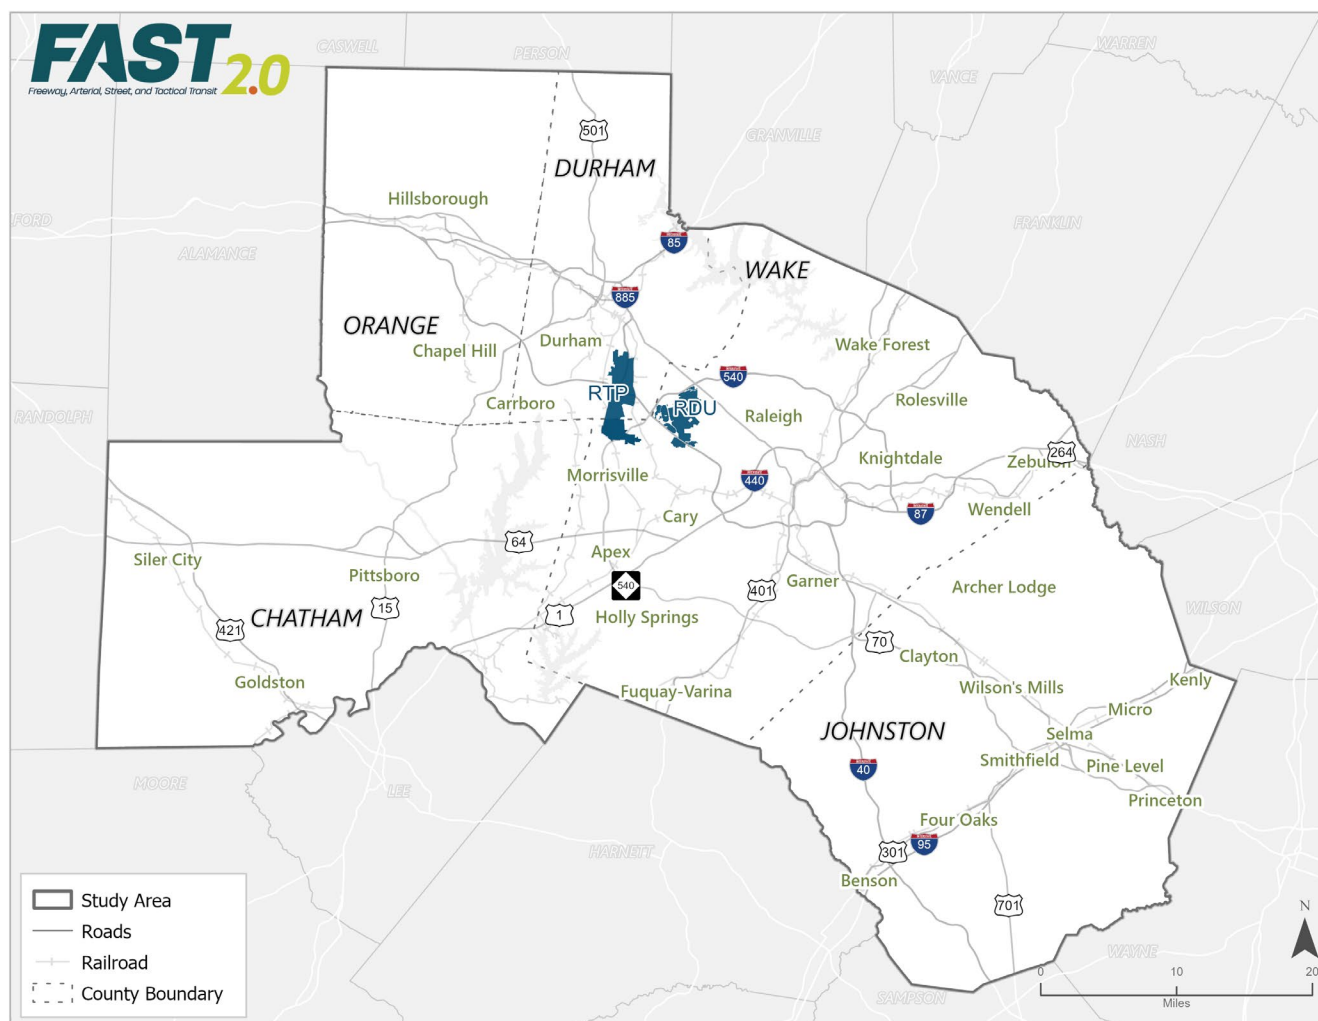 FAST 2.0
Freeway, Arterial, Street, and Tactical Transit
CASWELL
PERSON
WARREN
VANCE
GRANVILLE
501
DURHAM
Hillsborough
FORD
ALAMANCE
FRANKLIN
85
WAKE
885
ORANGE
Chapel Hill
Durham
Wake Forest
540
RTP
RDU
Carrboro
Raleigh
Rolesville
RANDOLPH
NASH
264
Knightdale
Zebulon
Morrisville
440
Wendell
87
Cary
64
Siler City
Apex
Pittsboro
540
401
Garner
Archer Lodge
WILSON
CHATHAM
15
1
Holly Springs
421
70
Clayton
Goldston
Fuquay-Varina
Wilson's Mills
Kenly
Micro
JOHNSTON
Selma
Smithfield
40
Pine Level
MOORE
LEE
Princeton
Four Oaks
HARNETT
301
95
Benson
701
Study Area
Roads
Railroad
County Boundary
N
WAYNE
SAMPSON
0 10 20
Miles